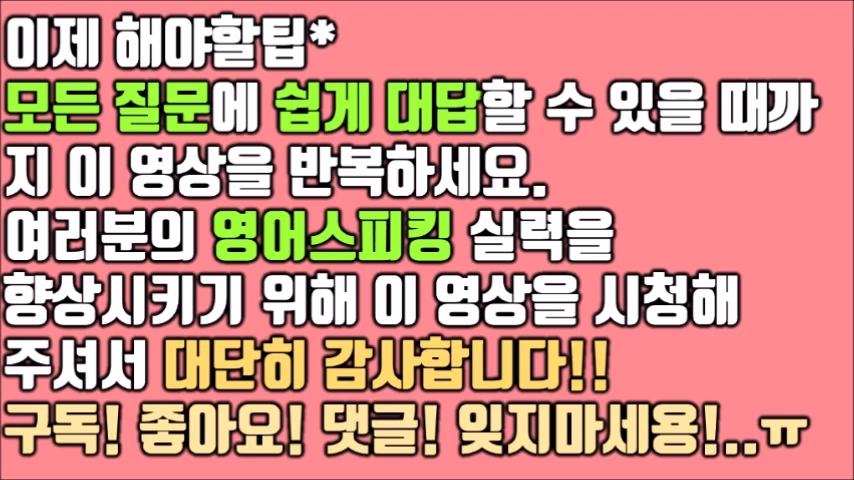 이제 해야할팁*
모든 질문에 쉽게 대답할 수 있을 때까
지 이 영상을 반복하세요.
여러분의 영어스피킹 실력을
향상시키기 위해 이 영상을 시청해
주셔서 대단히 감사합니다!!
구독! 좋아요! 댓글! 잊지마세용!..ㅠ